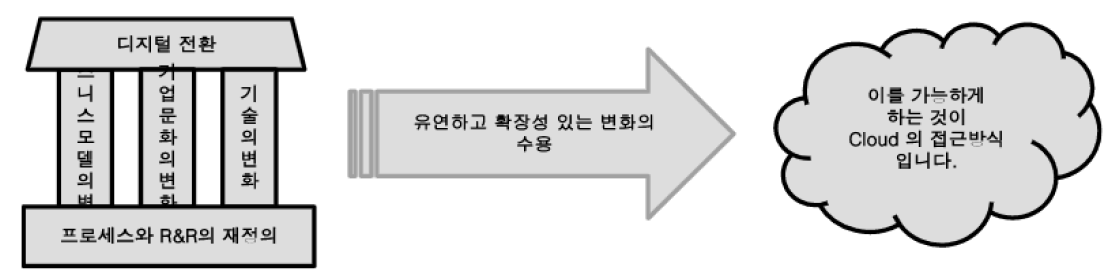 디지털 전환
즈니스모델의변
기업문화의변화
기술의변화
프로세스와 R&R의 재정의
유연하고 확장성 있는 변화의
수용
이를 가능하게
하는 것이
Cloud 의 접근방식
입니다.